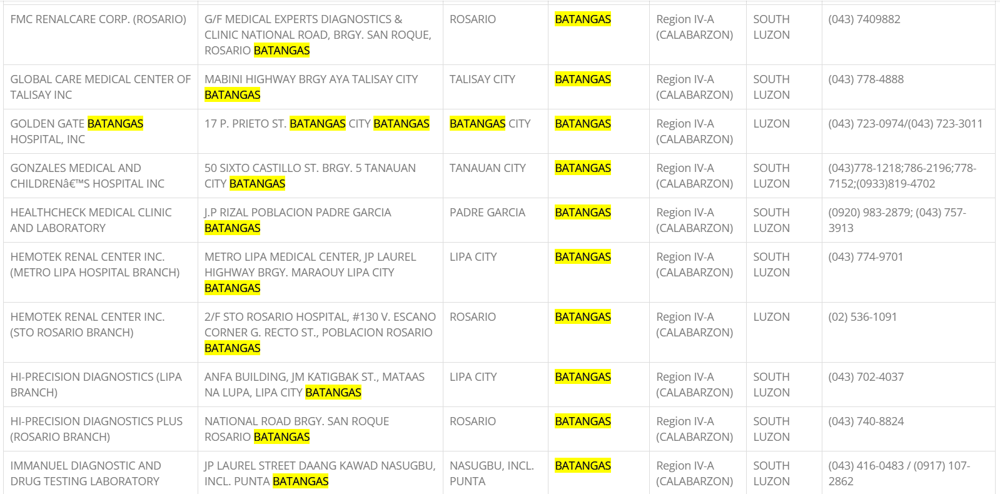 FMC RENALCARE CORP. (ROSARIO)
G/F MEDICAL EXPERTS DIAGNOSTICS &
CLINIC NATIONAL ROAD, BRGY. SAN ROQUE,
ROSARIO BATANGAS
ROSARIO
BATANGAS
Region IV-A
(CALABARZON)
SOUTH
LUZON
(043) 7409882
GLOBAL CARE MEDICAL CENTER OF
TALISAY INC
MABINI HIGHWAY BRGY AYA TALISAY CITY
BATANGAS
TALISAY CITY
BATANGAS
Region IV-A
(CALABARZON)
SOUTH
LUZON
(043) 778-4888
GOLDEN GATE BATANGAS
HOSPITAL, INC
17 P. PRIETO ST. BATANGAS CITY BATANGAS
BATANGAS CITY
BATANGAS
Region IV-A
(CALABARZON)
LUZON
(043) 723-0974/(043) 723-3011
GONZALES MEDICAL AND
CHILDRENâ€™S HOSPITAL INC
50 SIXTO CASTILLO ST. BRGY. 5 TANAUAN
CITY BATANGAS
TANAUAN CITY
BATANGAS
Region IV-A
(CALABARZON)
SOUTH
LUZON
(043)778-1218;786-2196;778-
7152;(0933)819-4702
HEALTHCHECK MEDICAL CLINIC
AND LABORATORY
J.P RIZAL POBLACION PADRE GARCIA
BATANGAS
PADRE GARCIA
BATANGAS
Region IV-A
(CALABARZON)
SOUTH
LUZON
(0920) 983-2879; (043) 757-
3913
HEMOTEK RENAL CENTER INC.
(METRO LIPA HOSPITAL BRANCH)
METRO LIPA MEDICAL CENTER, JP LAUREL
HIGHWAY BRGY. MARAOUY LIPA CITY
BATANGAS
LIPA CITY
BATANGAS
Region IV-A
(CALABARZON)
SOUTH
LUZON
(043) 774-9701
HEMOTEK RENAL CENTER INC.
(STO ROSARIO BRANCH)
2/F STO ROSARIO HOSPITAL, #130 V. ESCANO
CORNER G. RECTO ST., POBLACION ROSARIO
BATANGAS
ROSARIO
BATANGAS
Region IV-A
(CALABARZON)
LUZON
(02) 536-1091
HI-PRECISION DIAGNOSTICS (LIPA
BRANCH)
ANFA BUILDING, JM KATIGBAK ST., MATAAS
NA LUPA, LIPA CITY BATANGAS
LIPA CITY
BATANGAS
Region IV-A
(CALABARZON)
SOUTH
LUZON
(043) 702-4037
HI-PRECISION DIAGNOSTICS PLUS
(ROSARIO BRANCH)
NATIONAL ROAD BRGY. SAN ROQUE
ROSARIO BATANGAS
ROSARIO
BATANGAS
Region IV-A
(CALABARZON)
SOUTH
LUZON
(043) 740-8824
IMMANUEL DIAGNOSTIC AND
DRUG TESTING LABORATORY
JP LAUREL STREET DAANG KAWAD NASUGBU,
INCL. PUNTA BATANGAS
NASUGBU, INCL.
PUNTA
BATANGAS
Region IV-A
(CALABARZON)
SOUTH
LUZON
(043) 416-0483 / (0917) 107-
2862